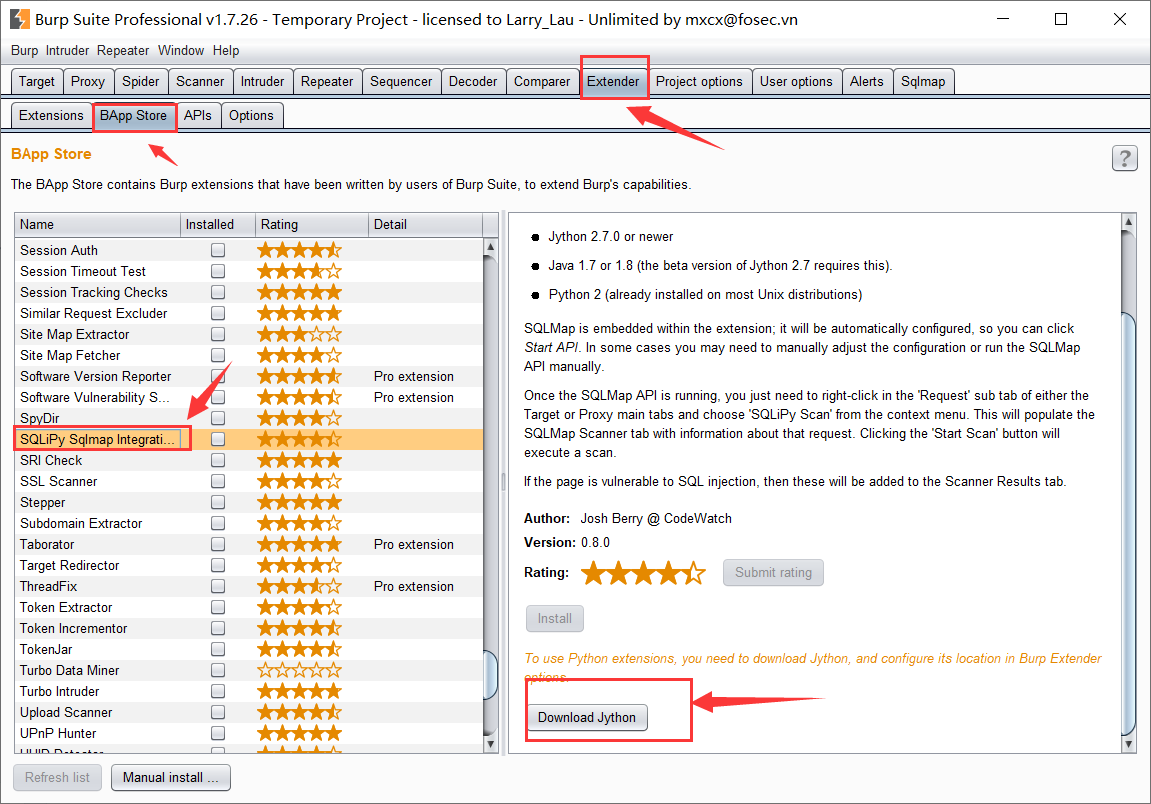 Burp Suite Professional v1.7.26 - Temporary Project - licensed to Larry_Lau - Unlimited by mxcx@fosec.vn
Burp Intruder Repeater Window Help
Target Proxy Spider Scanner Intruder Repeater Sequencer Decoder Comparer Extender Project options User options Alerts Sqlmap
Extensions BApp Store APIs Options
BApp Store
?
The BApp Store contains Burp extensions that have been written by users of Burp Suite, to extend Burp's capabilities.
Name Installed Rating Detail
Session Auth
Session Timeout Test
Session Tracking Checks
Similar Request Excluder
Site Map Extractor
Site Map Fetcher
Software Version Reporter Pro extension
Software Vulnerability S... Pro extension
SpyDir
SQLiPy Sqlmap Integrati...
SRI Check
SSL Scanner
Stepper
Subdomain Extractor
Taborator Pro extension
Target Redirector
ThreadFix Pro extension
Token Extractor
Token Incrementor
TokenJar
Turbo Data Miner
Turbo Intruder
Upload Scanner
UPnP Hunter
UUID Detector
Refresh list Manual install ...
Jython 2.7.0 or newer
Java 1.7 or 1.8 (the beta version of Jython 2.7 requires this).
Python 2 (already installed on most Unix distributions)
SQLMap is embedded within the extension; it will be automatically configured, so you can click
Start API. In some cases you may need to manually adjust the configuration or run the SQLMap
API manually.
Once the SQLMap API is running, you just need to right-click in the 'Request' sub tab of either the
Target or Proxy main tabs and choose 'SQLiPy Scan' from the context menu. This will populate the
SQLMap Scanner tab with information about that request. Clicking the 'Start Scan' button will
execute a scan.
If the page is vulnerable to SQL injection, then these will be added to the Scanner Results tab.
Author: Josh Berry @ CodeWatch
Version: 0.8.0
Rating: Submit rating
Install
To use Python extensions, you need to download Jython, and configure its location in Burp Extender
options.
Download Jython